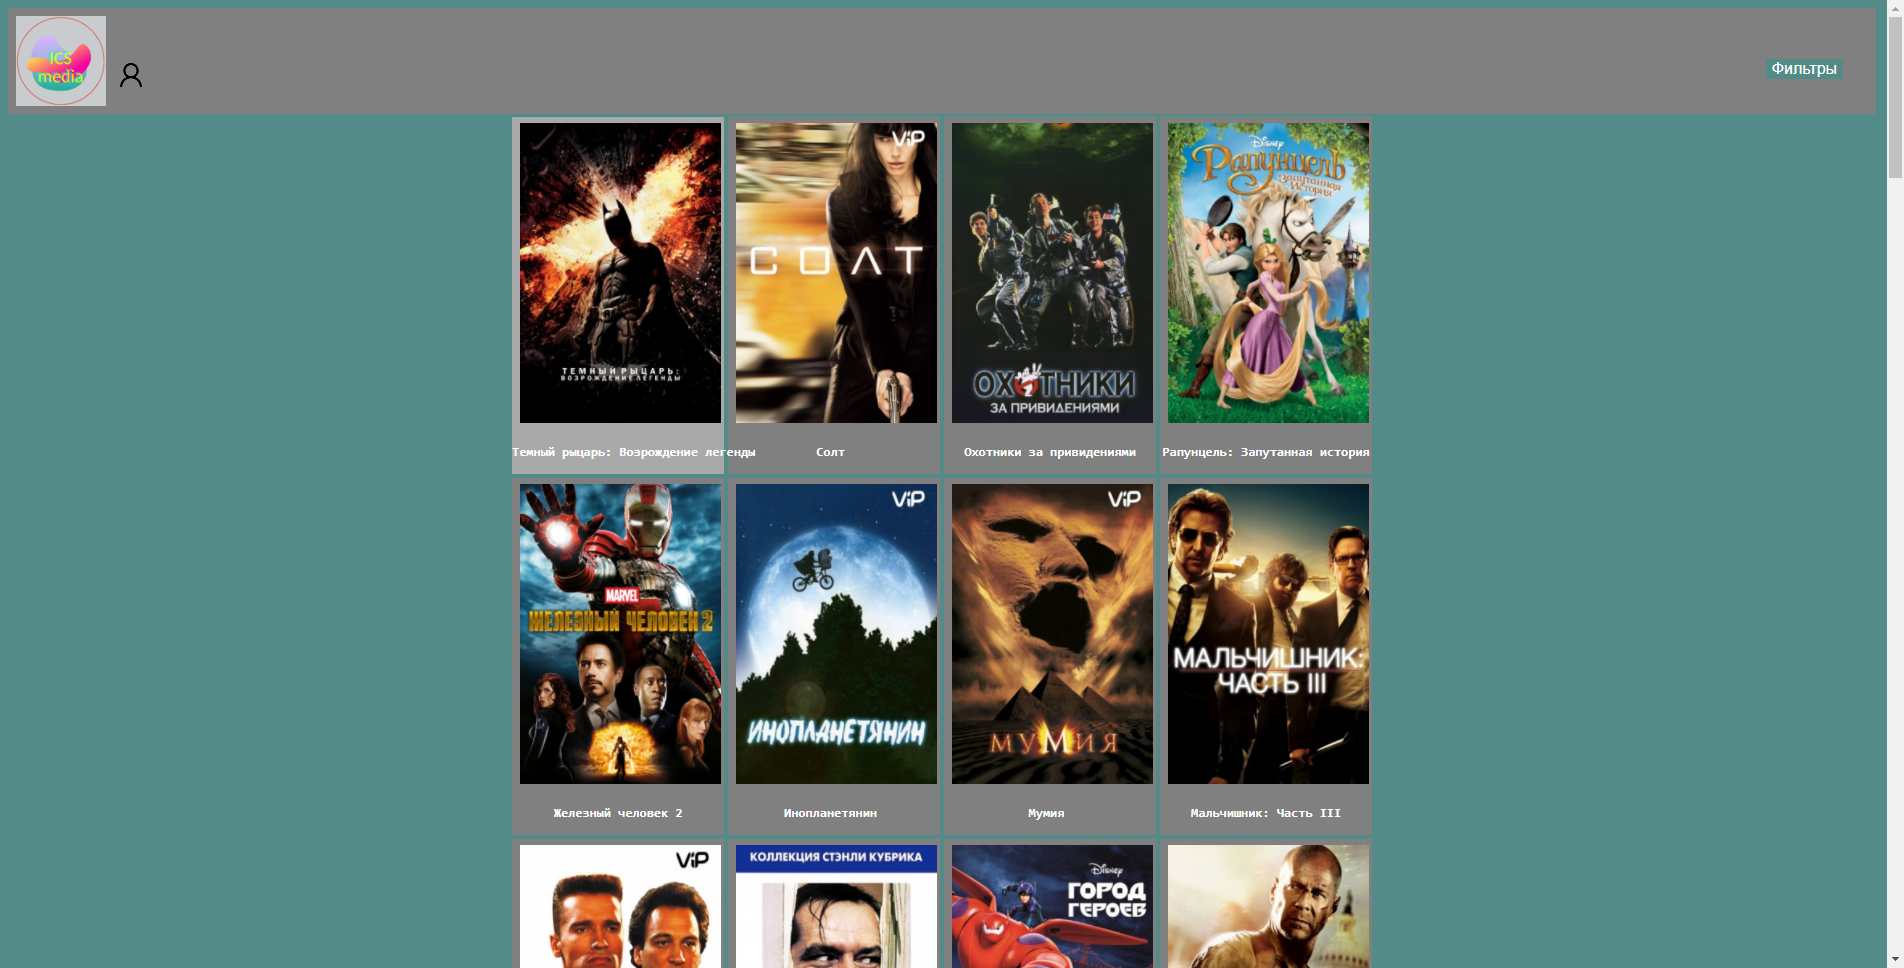 ICS
media
Фильтры
ТЕМНЫЙ РЫЦАРЬ:
ВОЗРОЖДЕНИЕ ЛЕГЕНДЫ
Темный рыцарь: Возрождение легенды
ViP
СОЛТ
Солт
ОХОТНИКИ
ЗА ПРИВИДЕНИЯМИ
Охотники за привидениями
Disney
Рапунцель
Запутанная
История
Рапунцель: Запутанная история
MARVEL
ЖЕЛЕЗНЫЙ ЧЕЛОВЕК 2
Железный человек 2
ViP
ИНОПЛАНЕТЯНИН
Инопланетянин
ViP
МУМИЯ
Мумия
МАЛЬЧИШНИК:
ЧАСТЬ III
Мальчишник: Часть III
ViP
КОЛЛЕКЦИЯ СТЭНЛИ КУБРИКА
Disney
ГОРОД
ГЕРОЕВ